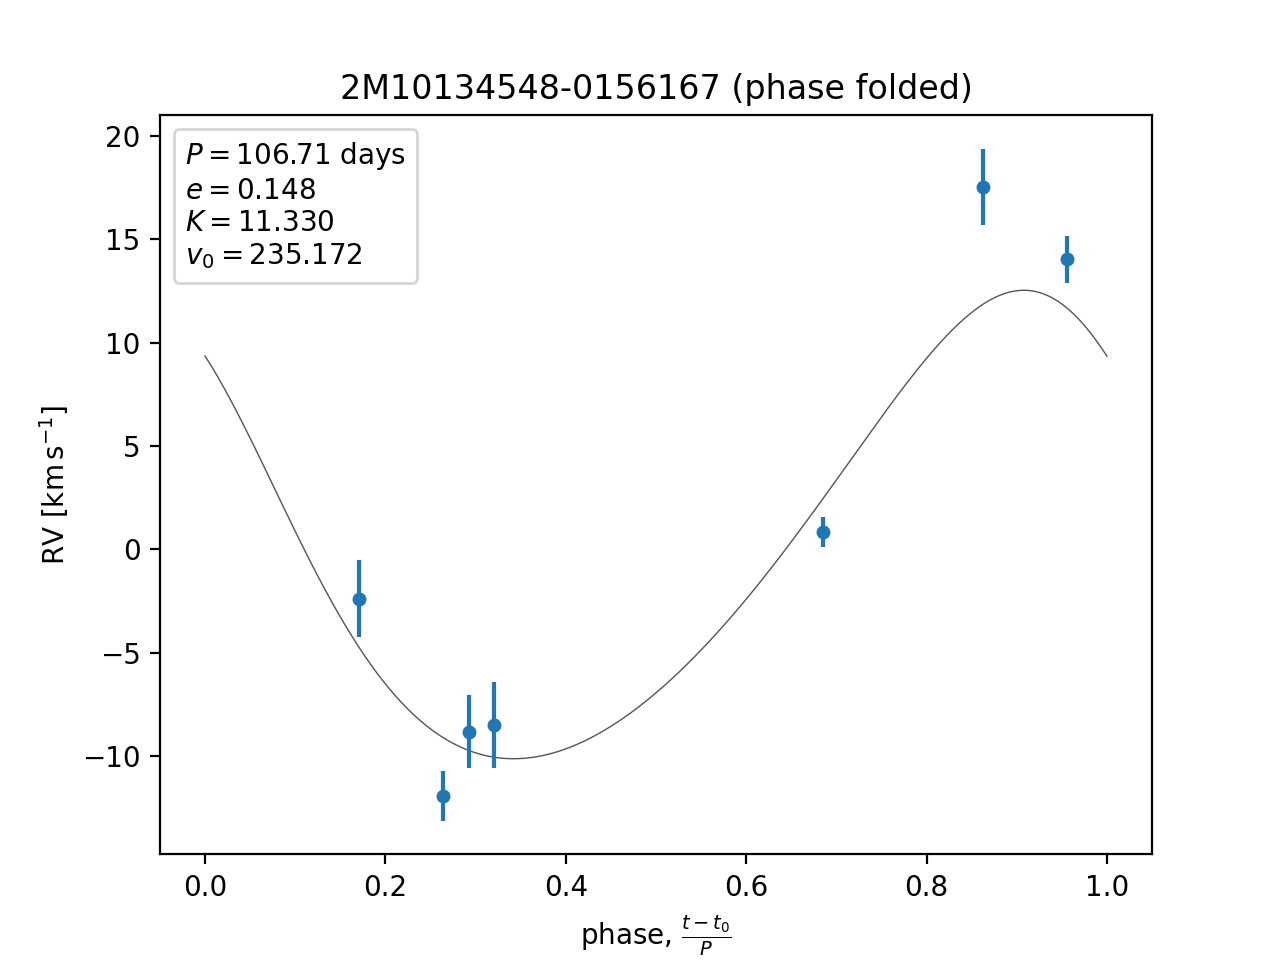 2M10134548-0156167 (phase folded)
P = 106.71 days
e = 0.148
K = 11.330
v₀ = 235.172
RV [km s⁻¹]
20
15
10
5
0
−5
−10
0.0 0.2 0.4 0.6 0.8 1.0
phase, (t − t₀)/P